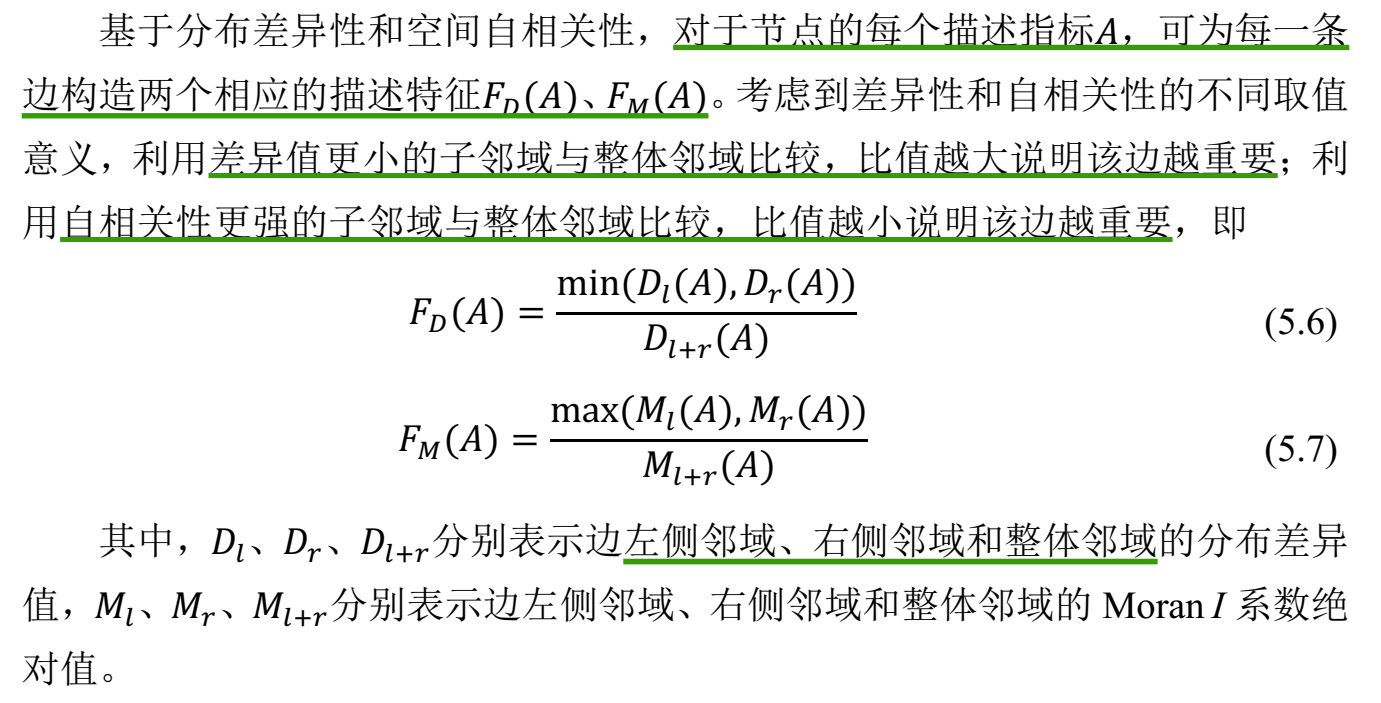 基于分布差异性和空间自相关性，对于节点的每个描述指标A，可为每一条
边构造两个相应的描述特征F_D(A)、F_M(A)。考虑到差异性和自相关性的不同取值
意义，利用差异值更小的子邻域与整体邻域比较，比值越大说明该边越重要；利
用自相关性更强的子邻域与整体邻域比较，比值越小说明该边越重要，即
F_D(A) = min(D_l(A), D_r(A)) / D_{l+r}(A) (5.6)
F_M(A) = max(M_l(A), M_r(A)) / M_{l+r}(A) (5.7)
其中，D_l、D_r、D_{l+r}分别表示边左侧邻域、右侧邻域和整体邻域的分布差异
值，M_l、M_r、M_{l+r}分别表示边左侧邻域、右侧邻域和整体邻域的 Moran I 系数绝
对值。